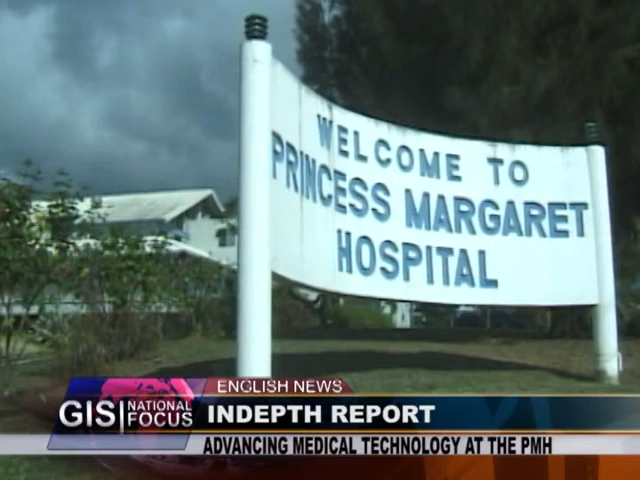 WELCOME TO
PRINCESS MARGARET
HOSPITAL
ENGLISH NEWS
GIS NATIONAL FOCUS
INDEPTH REPORT
ADVANCING MEDICAL TECHNOLOGY AT THE PMH